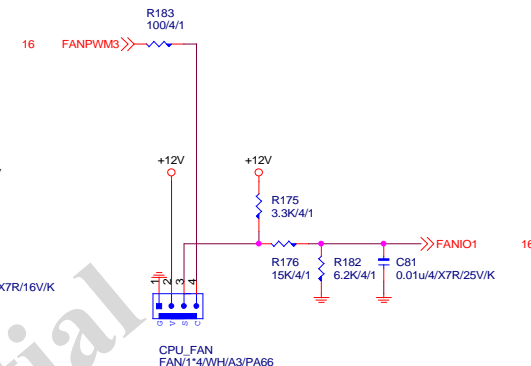 R183
100/4/1
16 FANPWM3
+12V +12V
R175
3.3K/4/1
FANIO1 16
R176
15K/4/1
R182
6.2K/4/1
C81
0.01u/4/X7R/25V/K
X7R/16V/K
1 2 3 4
G V S C
CPU_FAN
FAN/1*4/WH/A3/PA66
ial